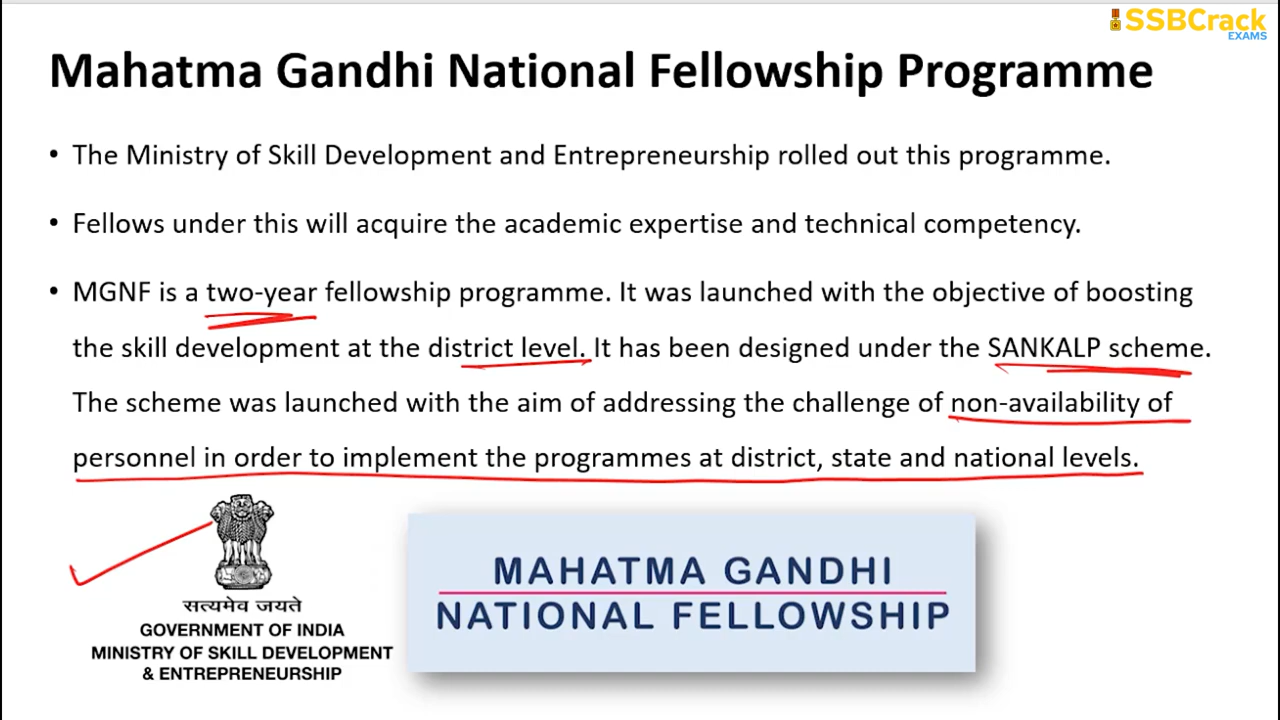 SSBCrack
EXAMS
Mahatma Gandhi National Fellowship Programme
• The Ministry of Skill Development and Entrepreneurship rolled out this programme.
• Fellows under this will acquire the academic expertise and technical competency.
• MGNF is a two-year fellowship programme. It was launched with the objective of boosting
the skill development at the district level. It has been designed under the SANKALP scheme.
The scheme was launched with the aim of addressing the challenge of non-availability of
personnel in order to implement the programmes at district, state and national levels.
सत्यमेव जयते
GOVERNMENT OF INDIA
MINISTRY OF SKILL DEVELOPMENT
& ENTREPRENEURSHIP
MAHATMA GANDHI
NATIONAL FELLOWSHIP